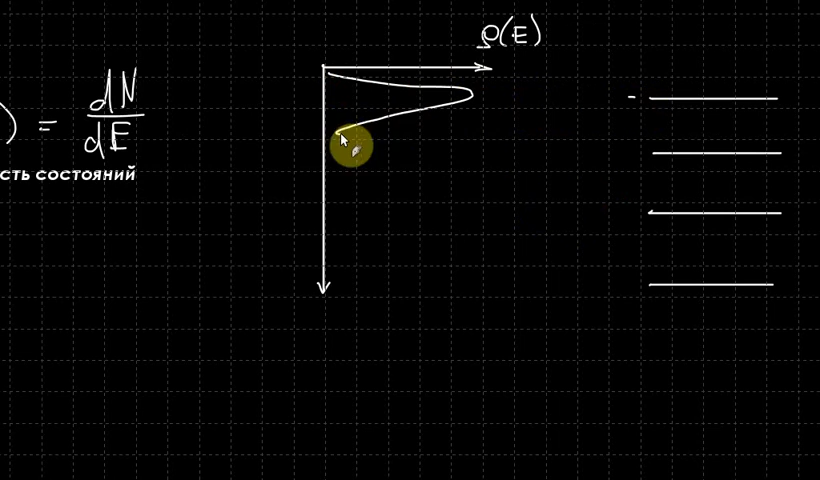 ρ(E)
) = dN
dE
сть состояний